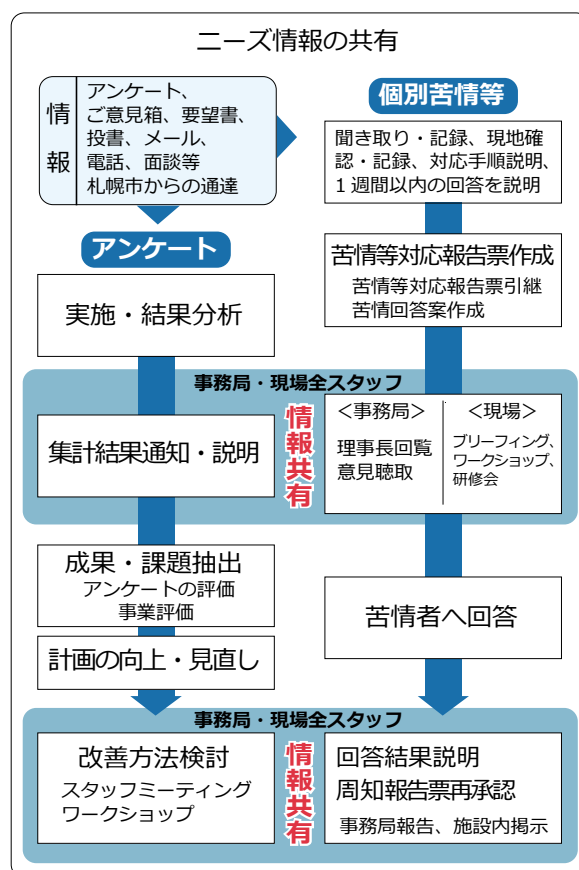 ニーズ情報の共有
情報
アンケート、
ご意見箱、要望書、
投書、メール、
電話、面談等
札幌市からの通達
個別苦情等
聞き取り・記録、現地確
認・記録、対応手順説明、
1週間以内の回答を説明
アンケート
実施・結果分析
苦情等対応報告票作成
苦情等対応報告票引継
苦情回答案作成
事務局・現場全スタッフ
集計結果通知・説明
情報共有
＜事務局＞
理事長回覧
意見聴取
＜現場＞
ブリーフィング、
ワークショップ、
研修会
成果・課題抽出
アンケートの評価
事業評価
計画の向上・見直し
苦情者へ回答
事務局・現場全スタッフ
改善方法検討
スタッフミーティング
ワークショップ
情報共有
回答結果説明
周知報告票再承認
事務局報告、施設内掲示